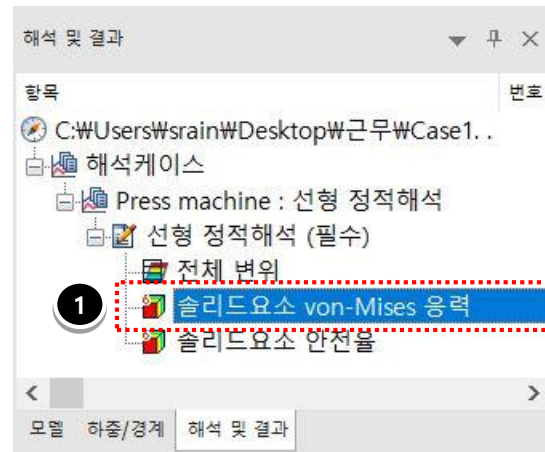 해석 및 결과
항목 번호
C:₩Users₩srain₩Desktop₩근무₩Case1. .
해석케이스
Press machine : 선형 정적해석
선형 정적해석 (필수)
전체 변위
1 솔리드요소 von-Mises 응력
솔리드요소 안전율
모델 하중/경계 해석 및 결과